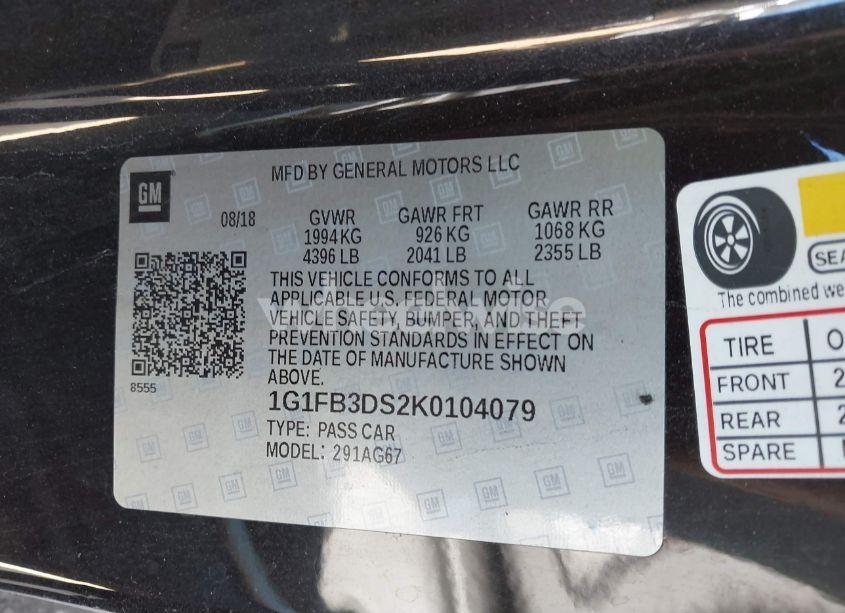 MFD BY GENERAL MOTORS LLC
GM
08/18
GVWR GAWR FRT GAWR RR
1994 KG 926 KG 1068 KG
4396 LB 2041 LB 2355 LB
THIS VEHICLE CONFORMS TO ALL
APPLICABLE U.S. FEDERAL MOTOR
VEHICLE SAFETY, BUMPER, AND THEFT
PREVENTION STANDARDS IN EFFECT ON
THE DATE OF MANUFACTURE SHOWN
ABOVE.
8555
1G1FB3DS2K0104079
TYPE: PASS CAR
MODEL: 291AG67
The combined
TIRE
FRONT
REAR
SPARE